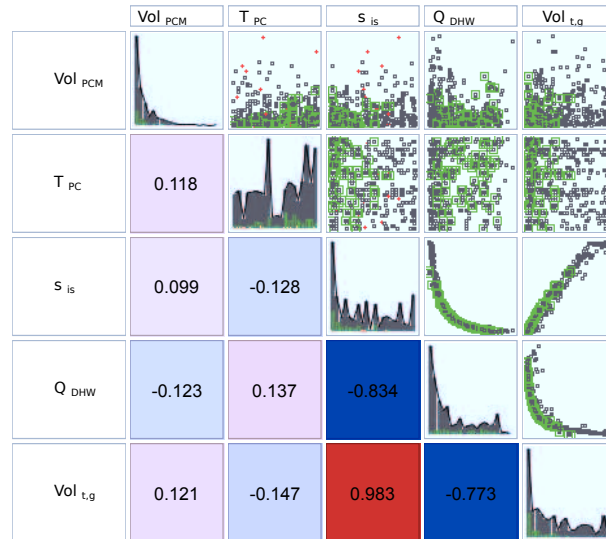 Vol PCM T PC s is Q DHW Vol t,g
Vol PCM
T PC 0.118
s is 0.099 -0.128
Q DHW -0.123 0.137 -0.834
Vol t,g 0.121 -0.147 0.983 -0.773